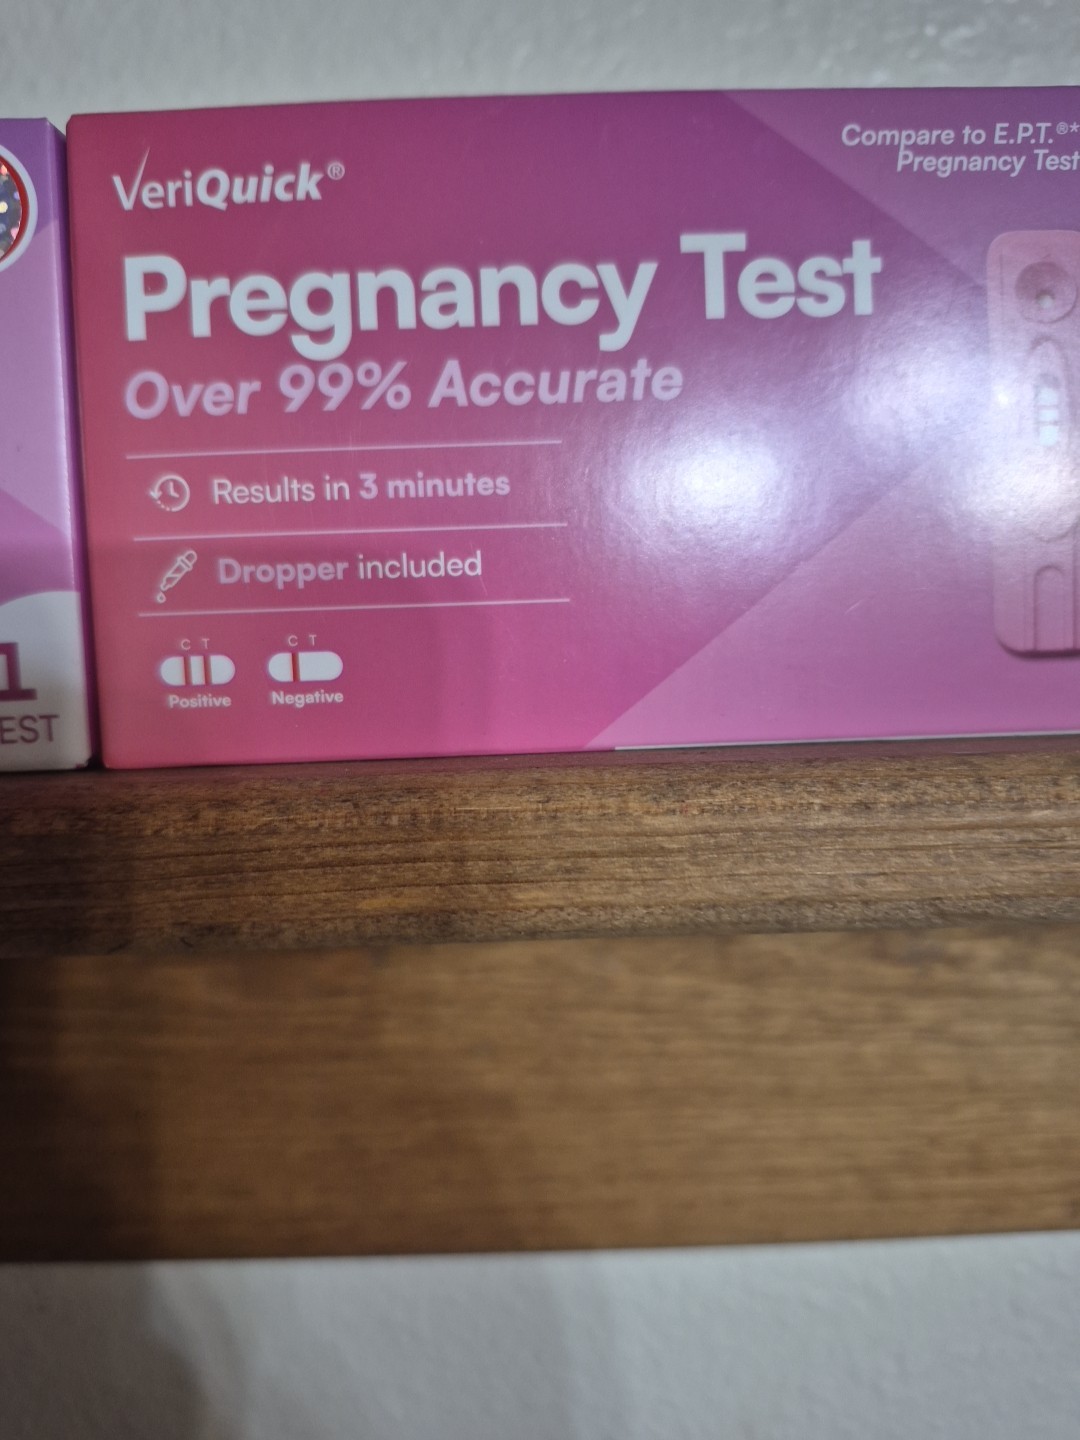 VeriQuick®
Compare to E.P.T.®*
Pregnancy Test
Pregnancy Test
Over 99% Accurate
Results in 3 minutes
Dropper included
C T
C T
Positive
Negative
1
EST